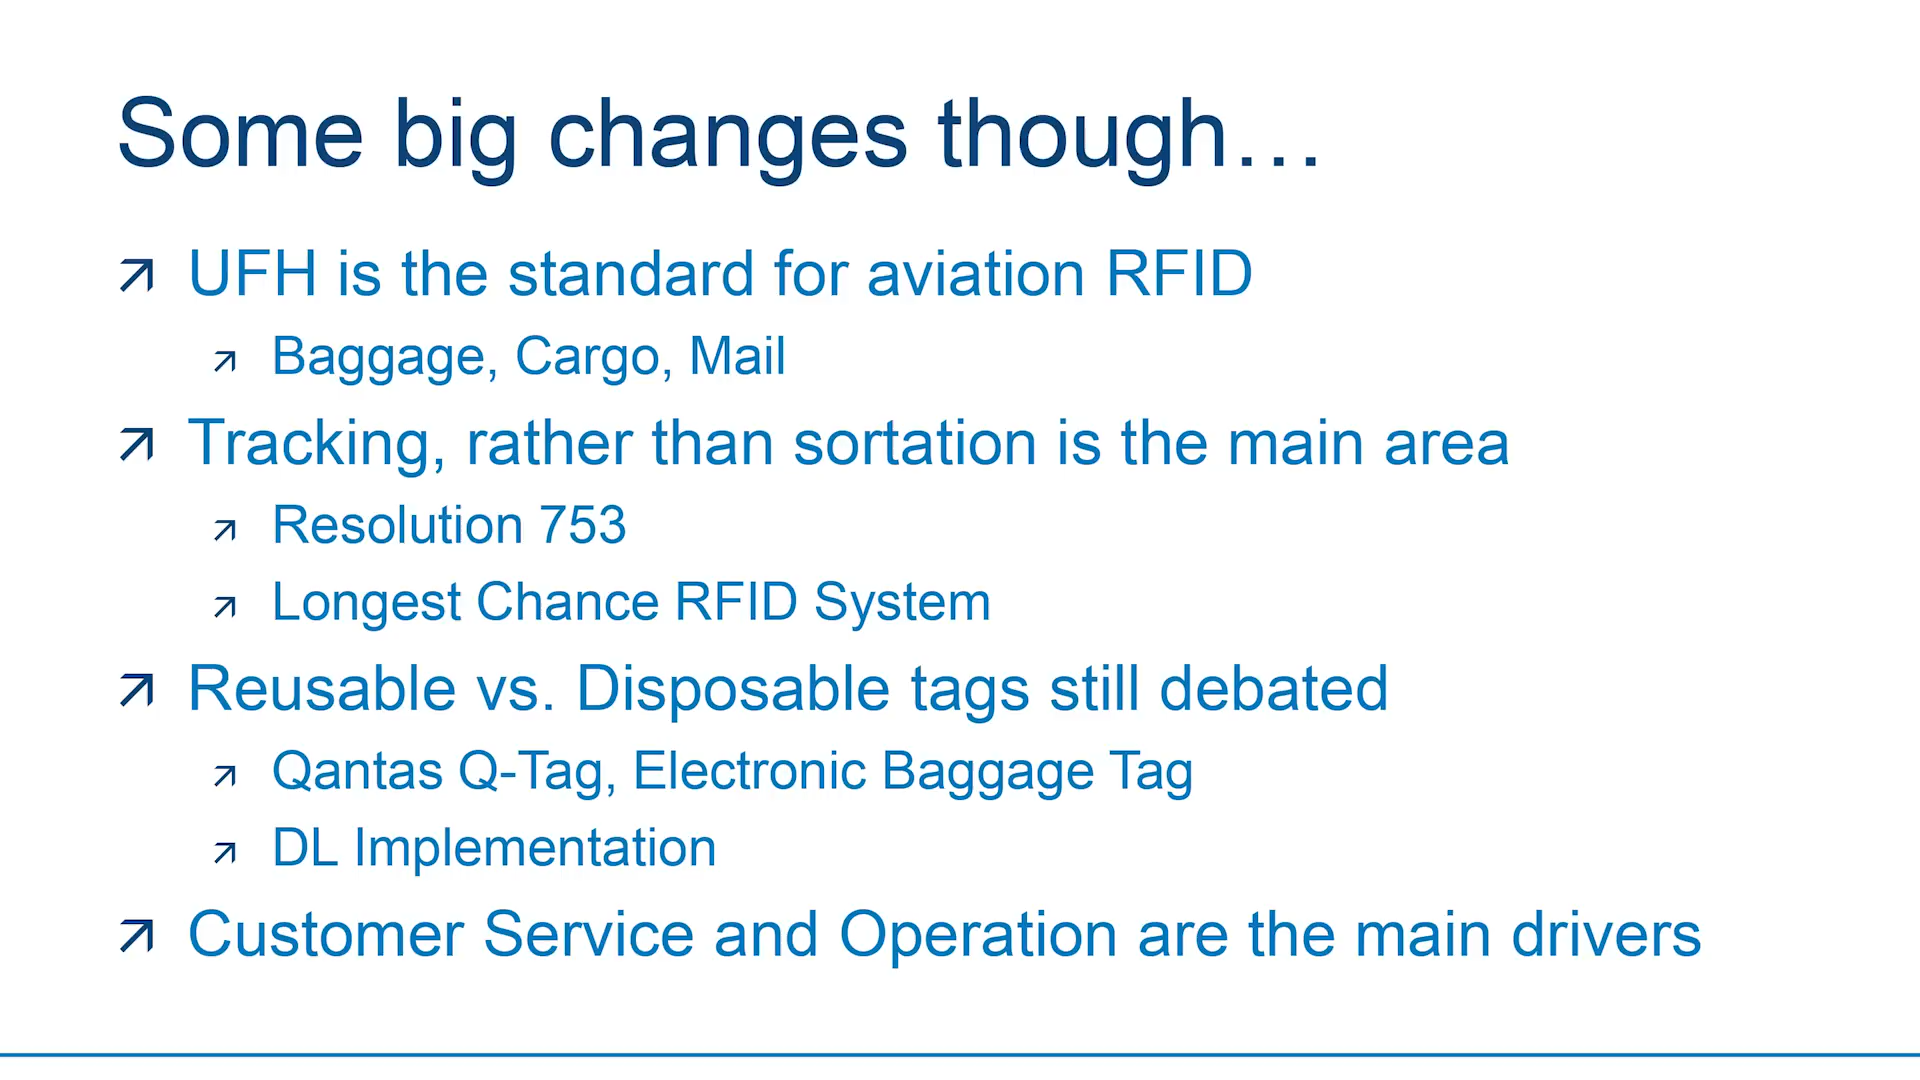 Some big changes though…
UFH is the standard for aviation RFID
Baggage, Cargo, Mail
Tracking, rather than sortation is the main area
Resolution 753
Longest Chance RFID System
Reusable vs. Disposable tags still debated
Qantas Q-Tag, Electronic Baggage Tag
DL Implementation
Customer Service and Operation are the main drivers